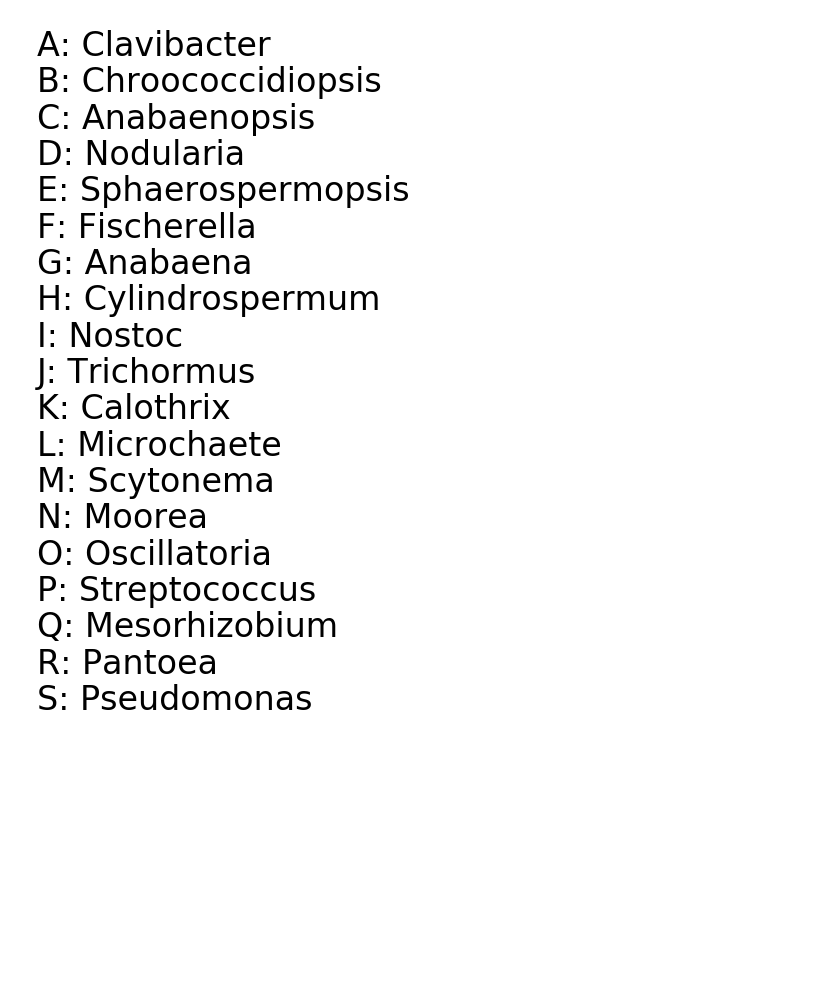 A: Clavibacter
B: Chroococcidiopsis
C: Anabaenopsis
D: Nodularia
E: Sphaerospermopsis
F: Fischerella
G: Anabaena
H: Cylindrospermum
I: Nostoc
J: Trichormus
K: Calothrix
L: Microchaete
M: Scytonema
N: Moorea
O: Oscillatoria
P: Streptococcus
Q: Mesorhizobium
R: Pantoea
S: Pseudomonas